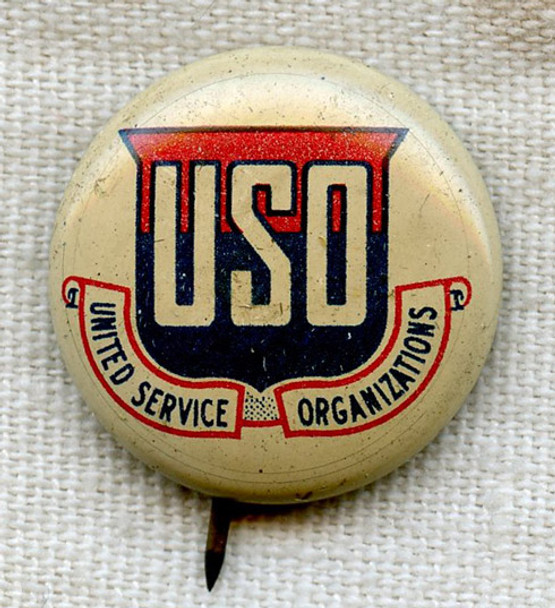 USO
UNITED SERVICE ORGANIZATIONS